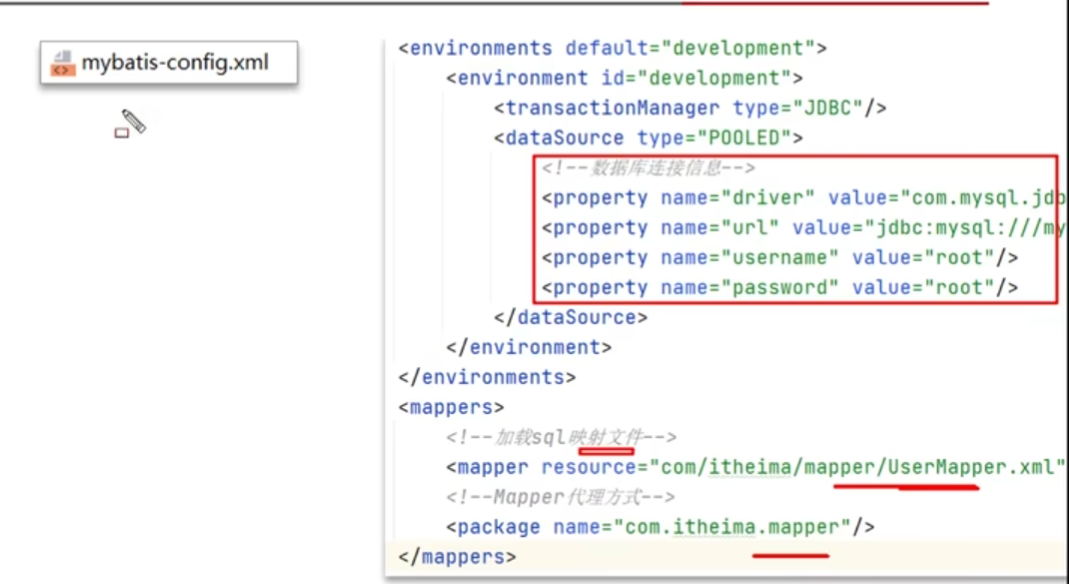 mybatis-config.xml
<environments default="development">
<environment id="development">
<transactionManager type="JDBC"/>
<dataSource type="POOLED">
<!--数据库连接信息-->
<property name="driver" value="com.mysql.jdb
<property name="url" value="jdbc:mysql:///my
<property name="username" value="root"/>
<property name="password" value="root"/>
</dataSource>
</environment>
</environments>
<mappers>
<!--加载sql映射文件-->
<mapper resource="com/itheima/mapper/UserMapper.xml"
<!--Mapper代理方式-->
<package name="com.itheima.mapper"/>
</mappers>